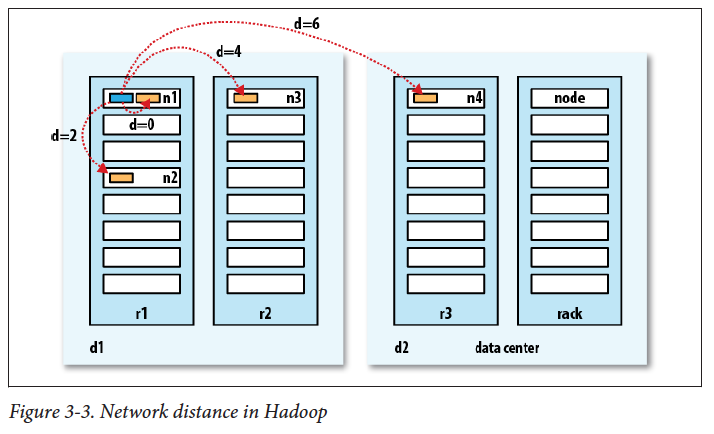 d=6
d=4
n1
n3
n4
node
d=0
d=2
n2
r1
r2
r3
rack
d1
d2
data center
Figure 3-3. Network distance in Hadoop